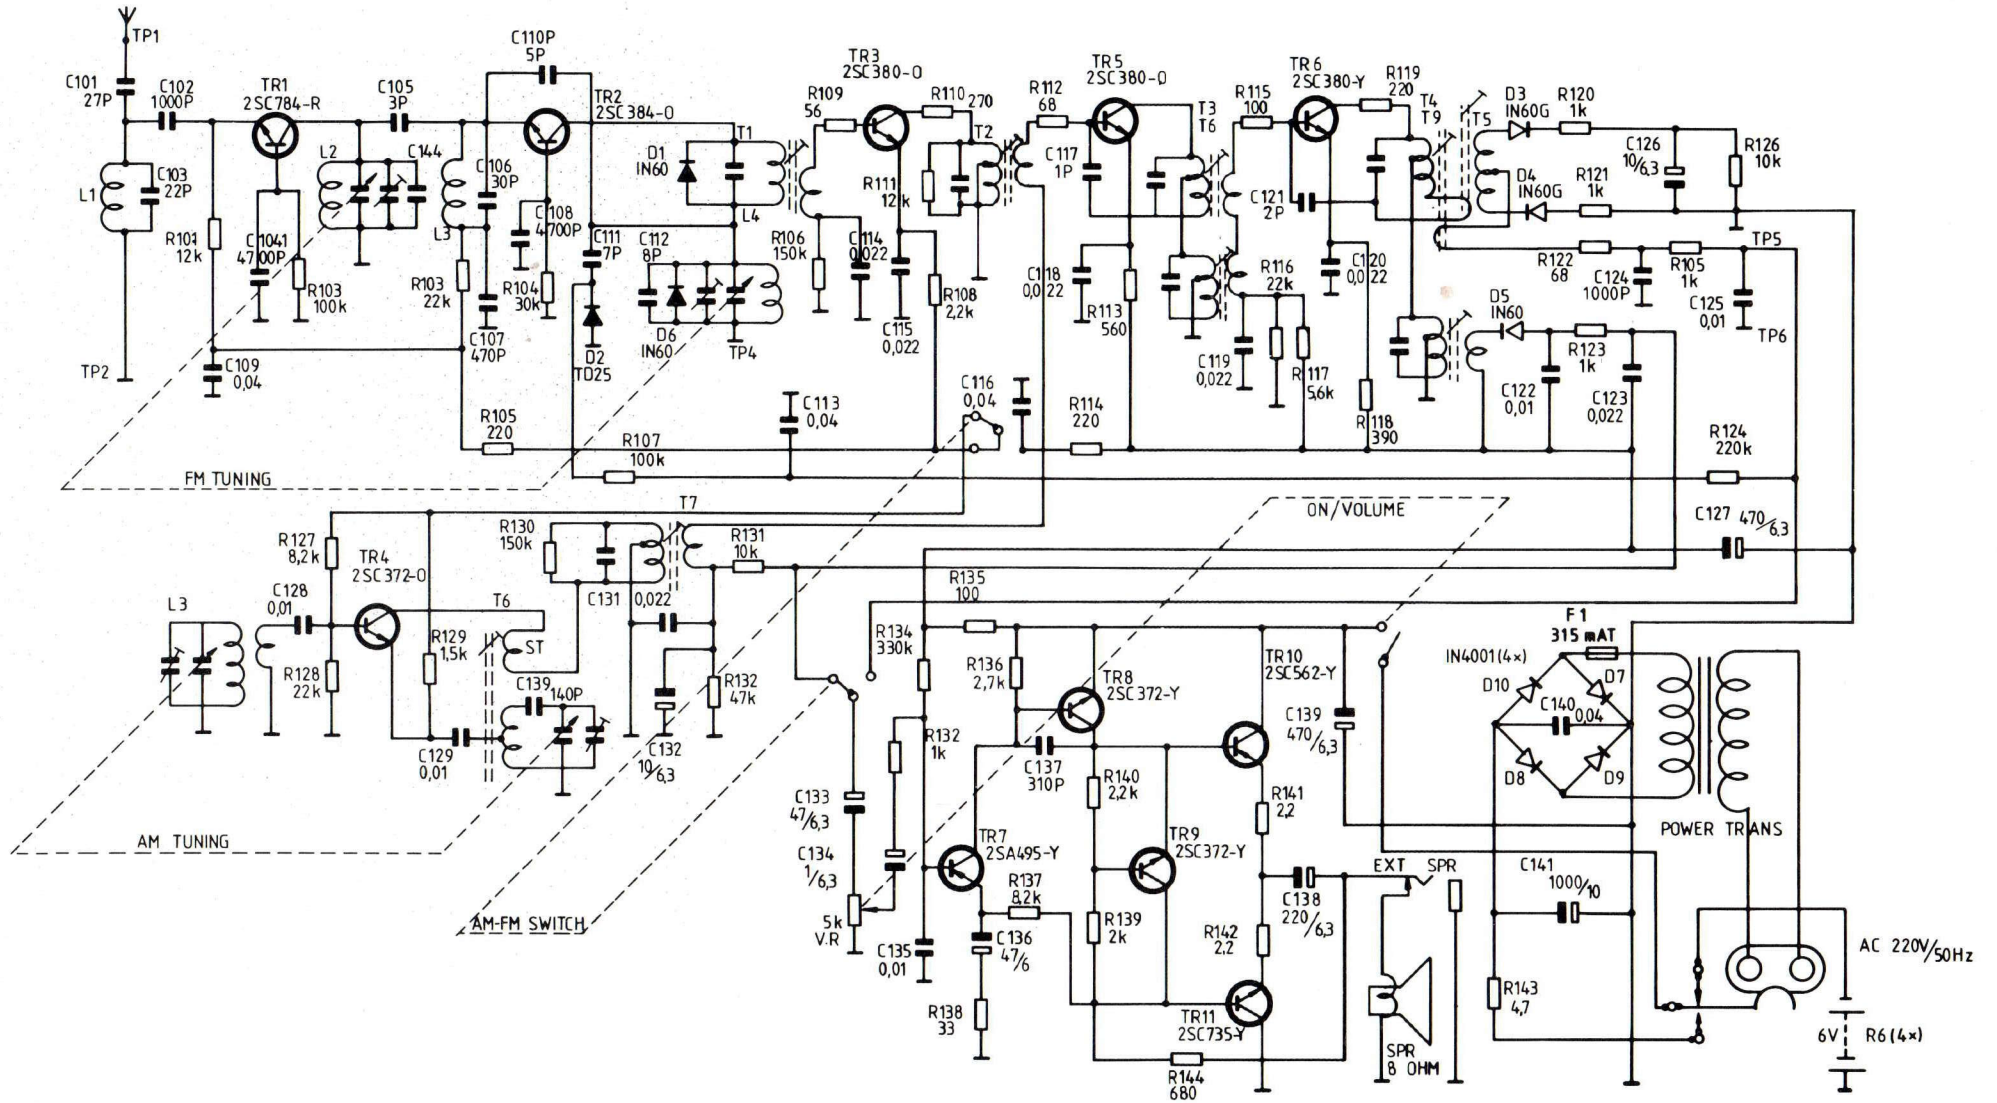 TP1
C101
27P
C102
1000P
TR1
2SC784-R
C105
3P
C110P
5P
TR2
2SC384-O
TR3
2SC380-O
R109
56
R110
270
R112
68
TR5
2SC380-O
T3
T6
R115
100
TR6
2SC380-Y
R119
220
T4
T9
T5
D3
IN60G
R120
1k
C126
10/6,3
R126
10k
L1
C103
22P
L2
C144
C106
30P
D1
IN60
T1
T2
C117
1P
D4
IN60G
R121
1k
R101
12k
C1041
4700P
R103
100k
L3
R103
22k
C108
4700P
R104
30k
C111
7P
C112
8P
L4
R106
150k
C114
0,022
R111
12k
C121
2P
TP5
C107
470P
D2
TD25
D6
IN60
TP4
C115
0,022
R108
2,2k
C118
0,0022
R113
560
R116
22k
C120
0,0022
R122
68
C124
1000P
R105
1k
C125
0,01
TP6
TP2
C109
0,04
C119
0,022
R117
5,6k
D5
IN60
R123
1k
C122
0,01
C123
0,022
R105
220
R107
100k
C113
0,04
C116
0,04
R114
220
R118
390
R124
220k
FM TUNING
R127
8,2k
TR4
2SC372-O
R130
150k
T7
R131
10k
ON/VOLUME
C127
470/6,3
L3
C128
0,01
T6
C131
0,022
R135
100
F1
315 mAT
R128
22k
R129
1,5k
ST
C139
140P
R132
47k
R134
330k
R136
2,7k
TR8
2SC372-Y
TR10
2SC562-Y
IN4001(4x)
D10
D7
C140
0,04
D8
D9
C129
0,01
C132
10/6,3
R132
1k
C137
310P
C139
470/6,3
R140
2,2k
R141
2,2
POWER TRANS
AM TUNING
C133
47/6,3
C134
1/6,3
TR7
2SA495-Y
TR9
2SC372-Y
R137
8,2k
EXT SPR
C141
1000/10
AM-FM SWITCH
5k
V.R
C135
0,01
C136
47/6
R139
2k
C138
220/6,3
R142
2,2
AC 220V/50Hz
R138
33
TR11
2SC735-Y
R143
4,7
SPR
8 OHM
R144
680
6V
R6(4x)